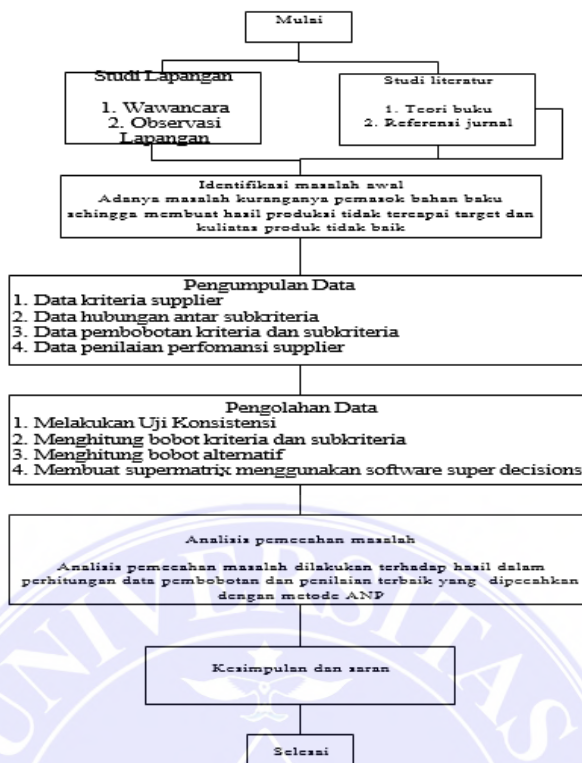 Mulai
Studi Lapangan
1. Wawancara
2. Observasi
Lapangan
Studi literatur
1. Teori buku
2. Referensi jurnal
Identifikasi masalah awal
Adanya masalah kuranganya pemasok bahan baku
sehingga membuat hasil produksi tidak tercapai target dan
kuliatas produk tidak baik
Pengumpulan Data
1. Data kriteria supplier
2. Data hubungan antar subkriteria
3. Data pembobotan kriteria dan subkriteria
4. Data penilaian perfomansi supplier
Pengolahan Data
1. Melakukan Uji Konsistensi
2. Menghitung bobot kriteria dan subkriteria
3. Menghitung bobot alternatif
4. Membuat supermatrix menggunakan software super decisions
Analisis pemecahan masalah
Analisis pemecahan masalah dilakukan terhadap hasil dalam
perhitungan data pembobotan dan penilaian terbaik yang dipecahkan
dengan metode ANP
Kesimpulan dan saran
Selesai
UNIVERSITAS